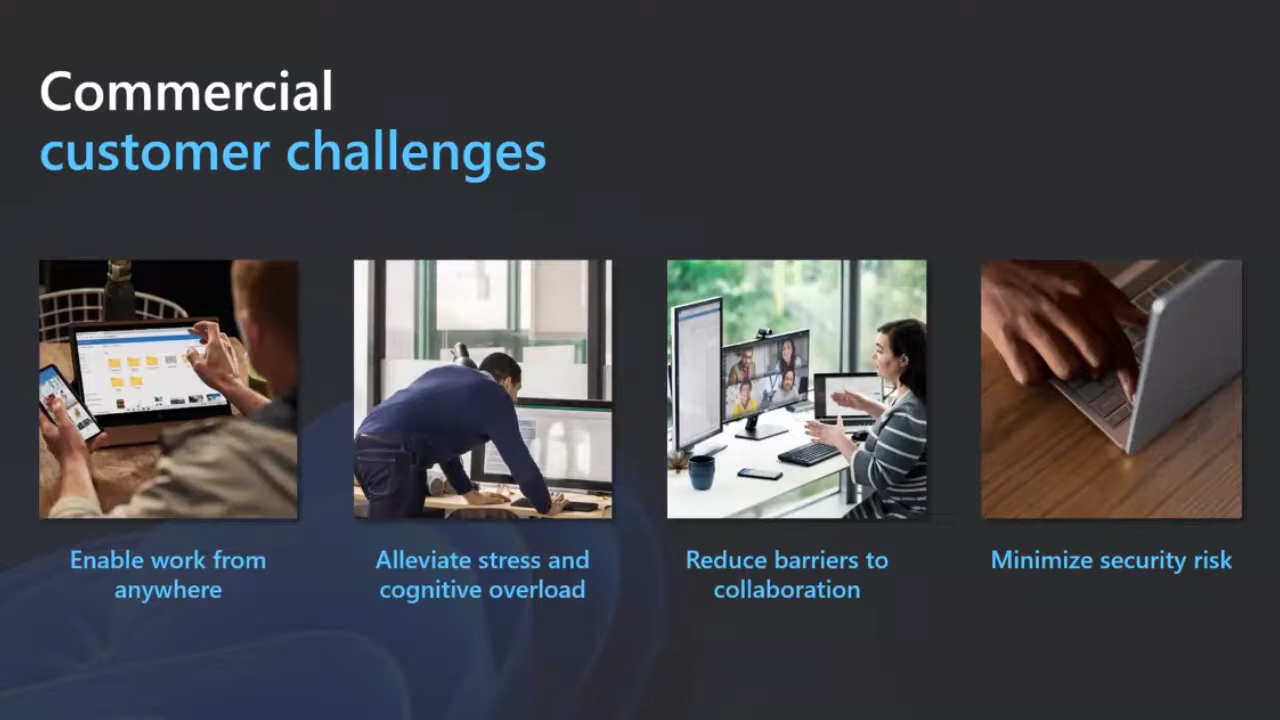 Commercial
customer challenges
Enable work from
anywhere
Alleviate stress and
cognitive overload
Reduce barriers to
collaboration
Minimize security risk